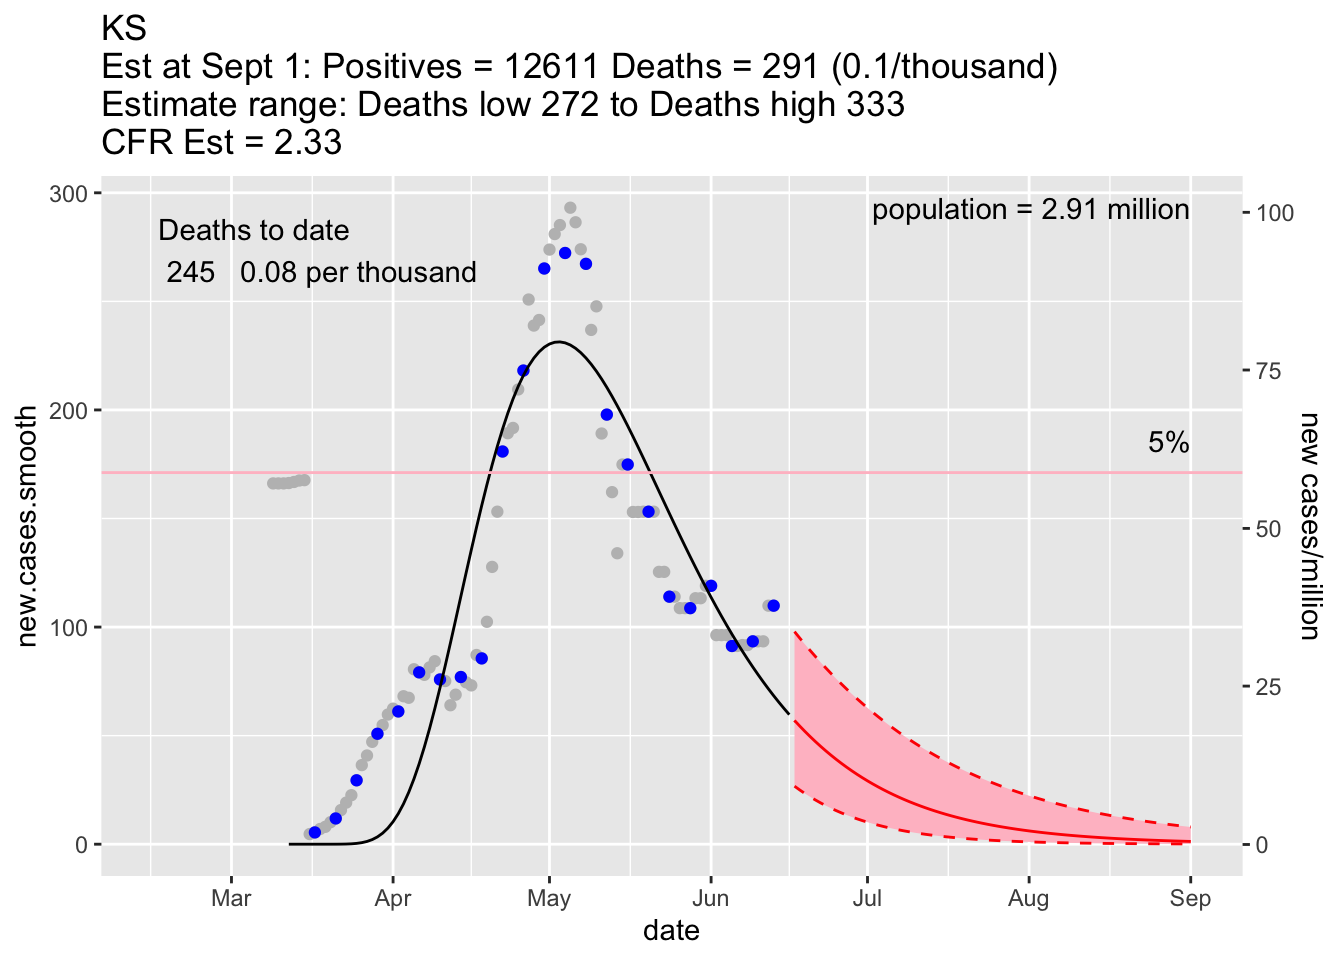 KS
Est at Sept 1: Positives = 12611 Deaths = 291 (0.1/thousand)
Estimate range: Deaths low 272 to Deaths high 333
CFR Est = 2.33
Deaths to date
245 0.08 per thousand
population = 2.91 million
5%
300
200
100
0
new.cases.smooth
100
75
50
25
0
new cases/million
Mar Apr May Jun Jul Aug Sep
date